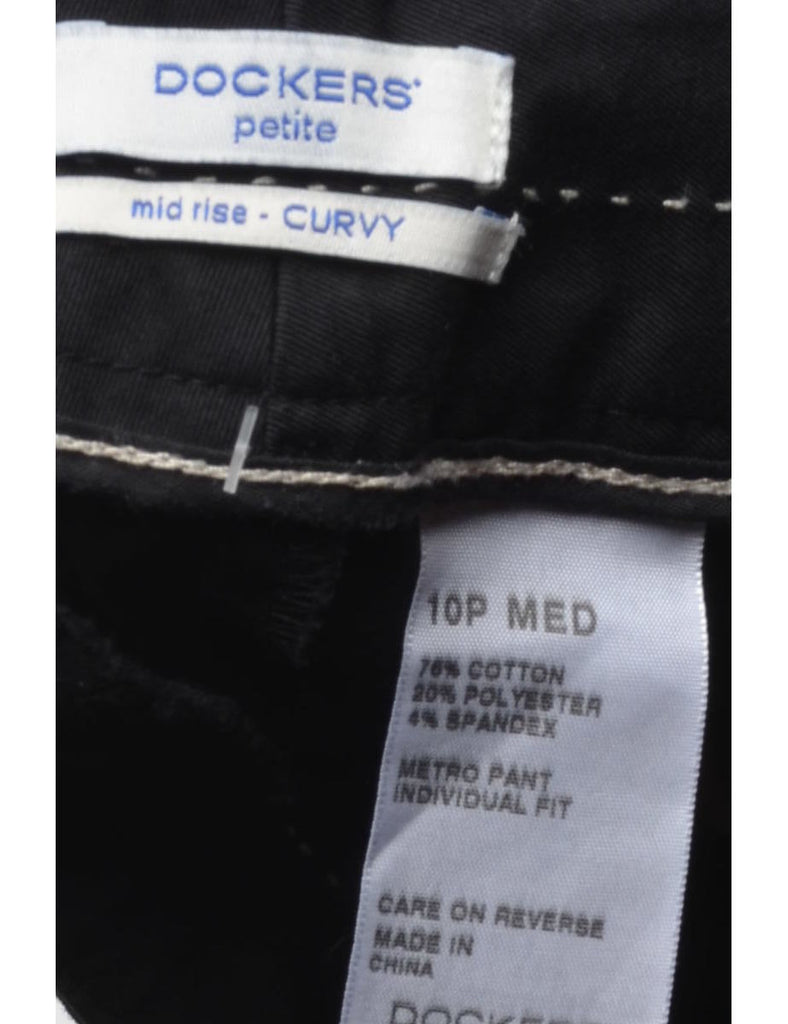 DOCKERS
petite
mid rise - CURVY
10P MED
76% COTTON
20% POLYESTER
4% SPANDEX
METRO PANT
INDIVIDUAL FIT
CARE ON REVERSE
MADE IN
CHINA
DOCKERS